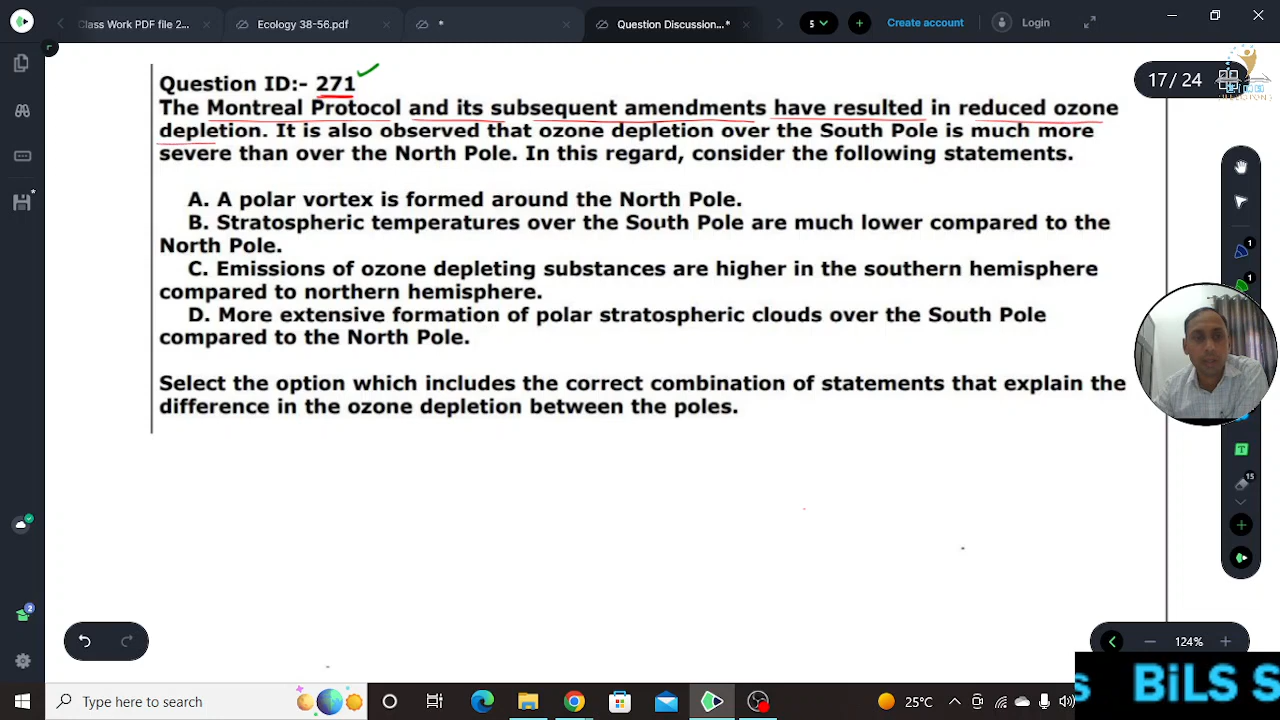 Class Work PDF file 2...
Ecology 38-56.pdf
*
Question Discussion...*
5
Create account
Login
Question ID:- 271
17 / 24
The Montreal Protocol and its subsequent amendments have resulted in reduced ozone
depletion. It is also observed that ozone depletion over the South Pole is much more
severe than over the North Pole. In this regard, consider the following statements.
A. A polar vortex is formed around the North Pole.
B. Stratospheric temperatures over the South Pole are much lower compared to the
North Pole.
C. Emissions of ozone depleting substances are higher in the southern hemisphere
compared to northern hemisphere.
D. More extensive formation of polar stratospheric clouds over the South Pole
compared to the North Pole.
Select the option which includes the correct combination of statements that explain the
difference in the ozone depletion between the poles.
1
1
T
15
2
124%
S BiLS S
Type here to search
25°C